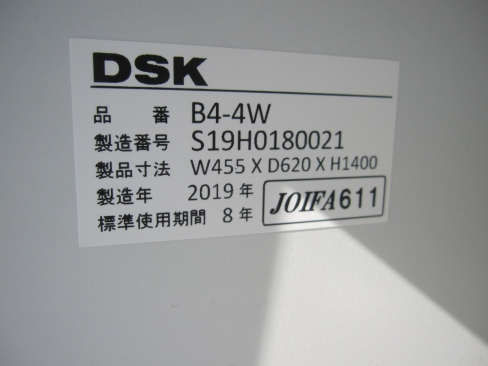 DSK
品 番 B4-4W
製造番号 S19H0180021
製品寸法 W455 X D620 X H1400
製造年 2019 年
標準使用期間 8 年 JOIFA611